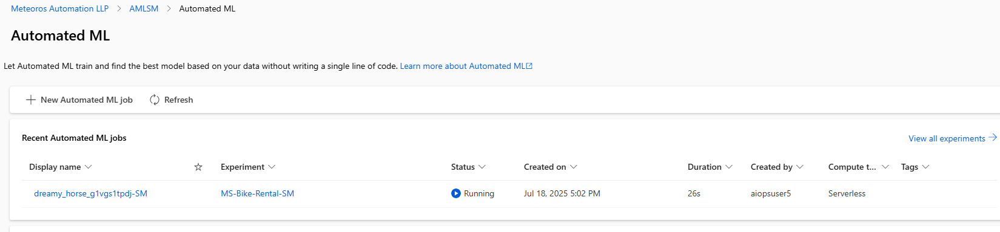 Meteoros Automation LLP > AMLSM > Automated ML
Automated ML
Let Automated ML train and find the best model based on your data without writing a single line of code. Learn more about Automated ML
New Automated ML job Refresh
Recent Automated ML jobs View all experiments
Display name Experiment Status Created on Duration Created by Compute t... Tags
dreamy_horse_g1vgs1tpdj-SM MS-Bike-Rental-SM Running Jul 18, 2025 5:02 PM 26s aiopsuser5 Serverless